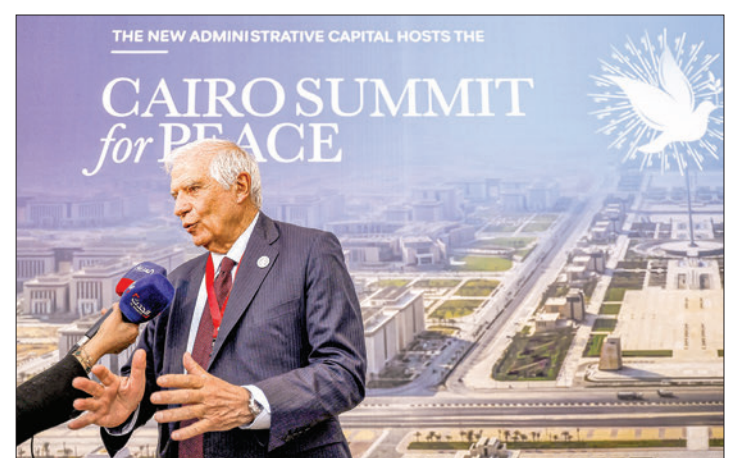 THE NEW ADMINISTRATIVE CAPITAL HOSTS THE
CAIRO SUMMIT
for PEACE